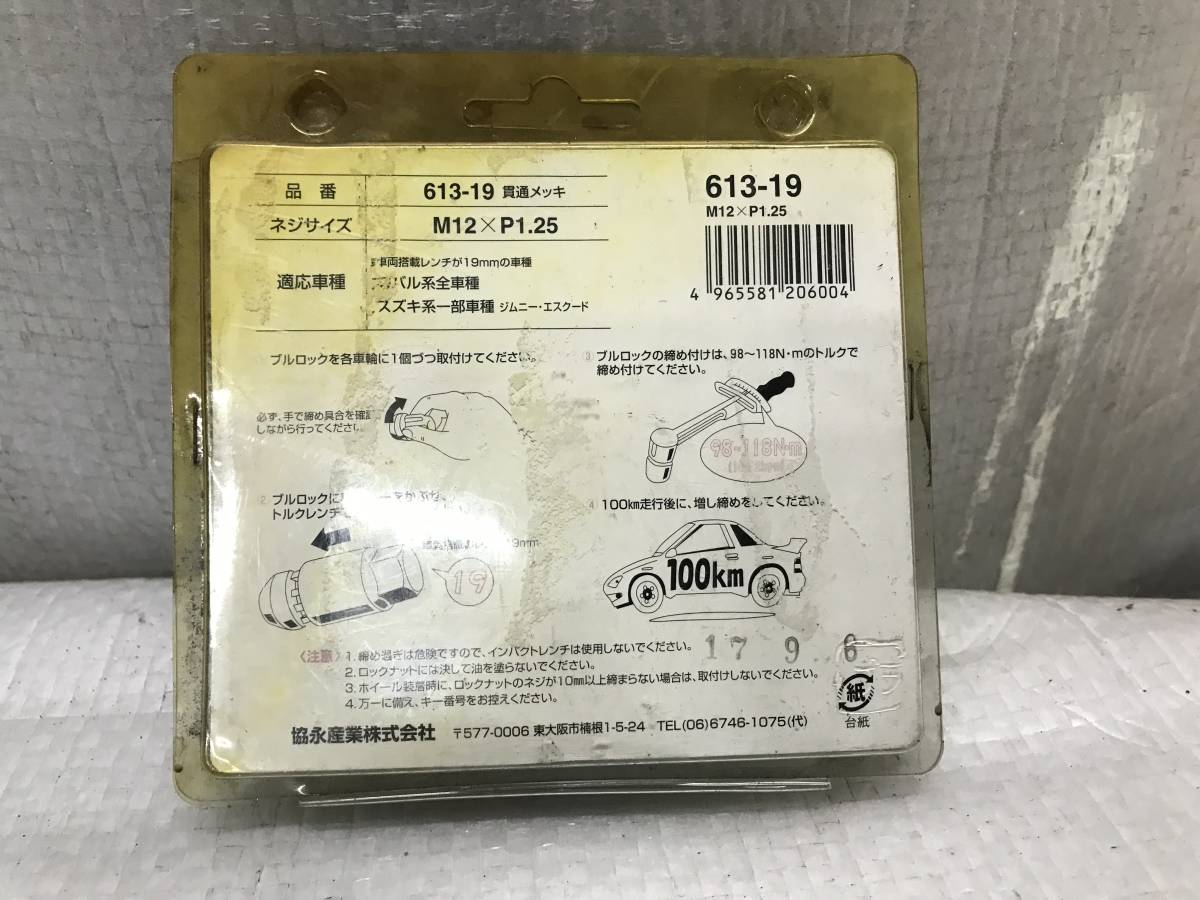 品番 613-19 貫通メッキ
ネジサイズ M12×P1.25
適応車種
車両搭載レンチが19mmの車種
バル系全車種
スズキ系一部車種 ジムニー・エスクード
613-19
M12×P1.25
4 965581 206004
ブルロックを各車輪に1個づつ取付けてください。
必ず、手で締め具合を確認
しながら行ってください
2 ブルロックに
トルクレンチ
19
3 ブルロックの締め付けは、98〜118N・mのトルクで
締め付けてください。
98~118N・m
4 100km走行後に、増し締めをしてください。
100km
〈注意〉1. 締め過ぎは危険ですので、インパクトレンチは使用しないでください。
2. ロックナットには決して油を塗らないでください。
3. ホイール装着時に、ロックナットのネジが10mm以上締まらない場合は、取付けしないでください。
4. 万一に備え、キー番号をお控えください。
17 9 6
紙
台紙
協永産業株式会社 〒577-0006 東大阪市楠根1-5-24 TEL(06)6746-1075(代)